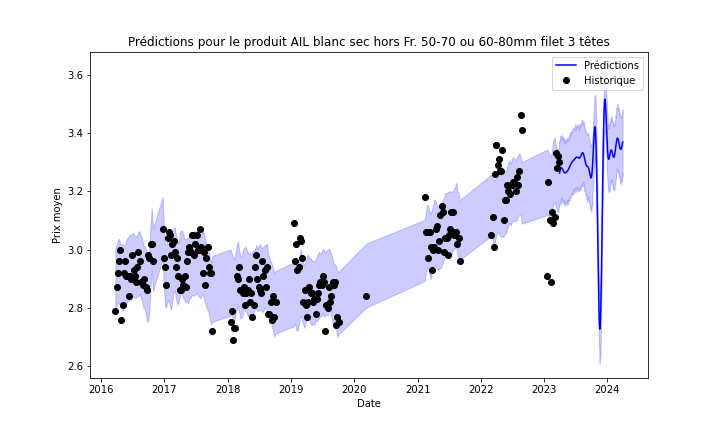 Prédictions pour le produit AIL blanc sec hors Fr. 50-70 ou 60-80mm filet 3 têtes
Prédictions
Historique
3.6
3.4
3.2
3.0
2.8
2.6
Prix moyen
2016 2017 2018 2019 2020 2021 2022 2023 2024
Date